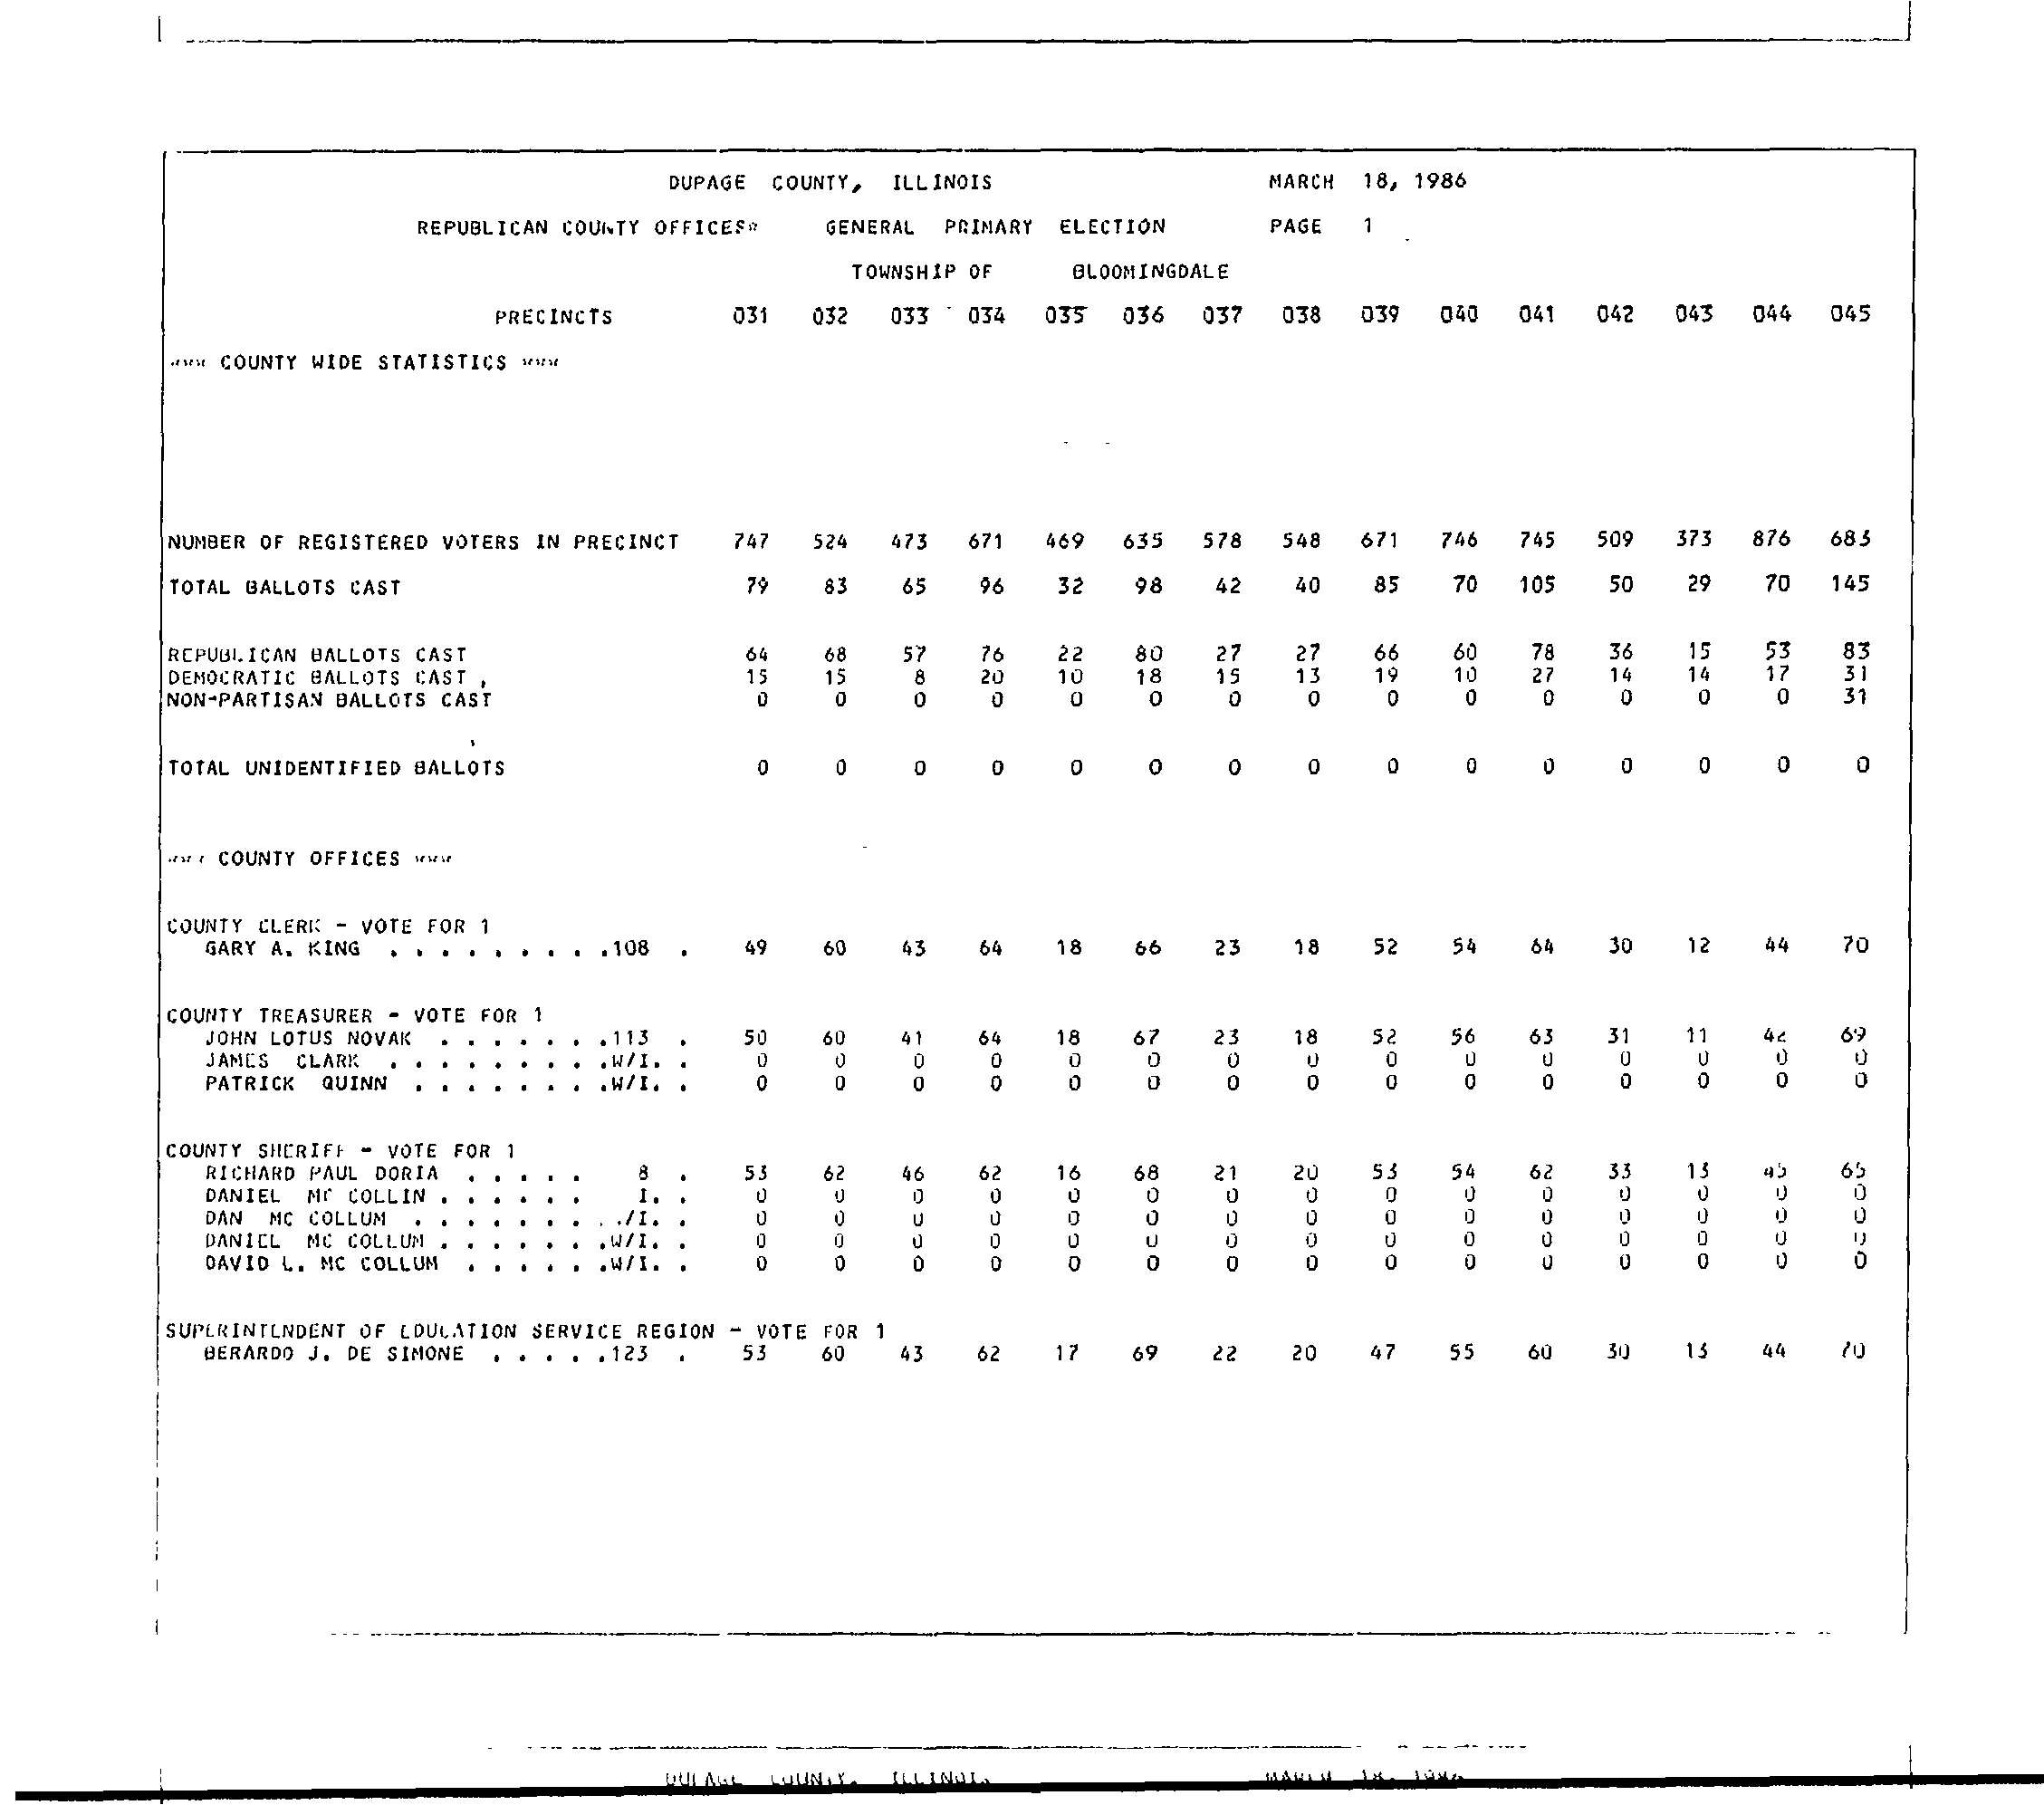 DUPAGE COUNTY, ILLINOIS MARCH 18, 1986
REPUBLICAN COUNTY OFFICES* GENERAL PRIMARY ELECTION PAGE 1
TOWNSHIP OF BLOOMINGDALE
PRECINCTS 031 032 033 034 035 036 037 038 039 040 041 042 043 044 045
*** COUNTY WIDE STATISTICS ***
NUMBER OF REGISTERED VOTERS IN PRECINCT 747 524 473 671 469 635 578 548 671 746 745 509 373 876 683
TOTAL BALLOTS CAST 79 83 65 96 32 98 42 40 85 70 105 50 29 70 145
REPUBLICAN BALLOTS CAST 64 68 57 76 22 80 27 27 66 60 78 36 15 53 83
DEMOCRATIC BALLOTS CAST 15 15 8 20 10 18 15 13 19 10 27 14 14 17 31
NON-PARTISAN BALLOTS CAST 0 0 0 0 0 0 0 0 0 0 0 0 0 0 31
TOTAL UNIDENTIFIED BALLOTS 0 0 0 0 0 0 0 0 0 0 0 0 0 0 0
*** COUNTY OFFICES ***
COUNTY CLERK - VOTE FOR 1
GARY A. KING . . . . . . . . .108 . 49 60 43 64 18 66 23 18 52 54 64 30 12 44 70
COUNTY TREASURER - VOTE FOR 1
JOHN LOTUS NOVAK . . . . . . .113 . 50 60 41 64 18 67 23 18 52 56 63 31 11 42 69
JAMES CLARK . . . . . . . . .W/I. . 0 0 0 0 0 0 0 0 0 0 0 0 0 0 0
PATRICK QUINN . . . . . . . .W/I. . 0 0 0 0 0 0 0 0 0 0 0 0 0 0 0
COUNTY SHERIFF - VOTE FOR 1
RICHARD PAUL DORIA . . . . . 8 . 53 62 46 62 16 68 21 20 53 54 62 33 13 45 65
DANIEL MC COLLIN . . . . . . I. . 0 0 0 0 0 0 0 0 0 0 0 0 0 0 0
DAN MC COLLUM . . . . . . . . ./I. . 0 0 0 0 0 0 0 0 0 0 0 0 0 0 0
DANIEL MC COLLUM . . . . . . .W/I. . 0 0 0 0 0 0 0 0 0 0 0 0 0 0 0
DAVID L. MC COLLUM . . . . . .W/I. . 0 0 0 0 0 0 0 0 0 0 0 0 0 0 0
SUPERINTENDENT OF EDUCATION SERVICE REGION - VOTE FOR 1
BERARDO J. DE SIMONE . . . . .123 . 53 60 43 62 17 69 22 20 47 55 60 30 13 44 70
DUPAGE COUNTY, ILLINOIS MARCH 18, 1986